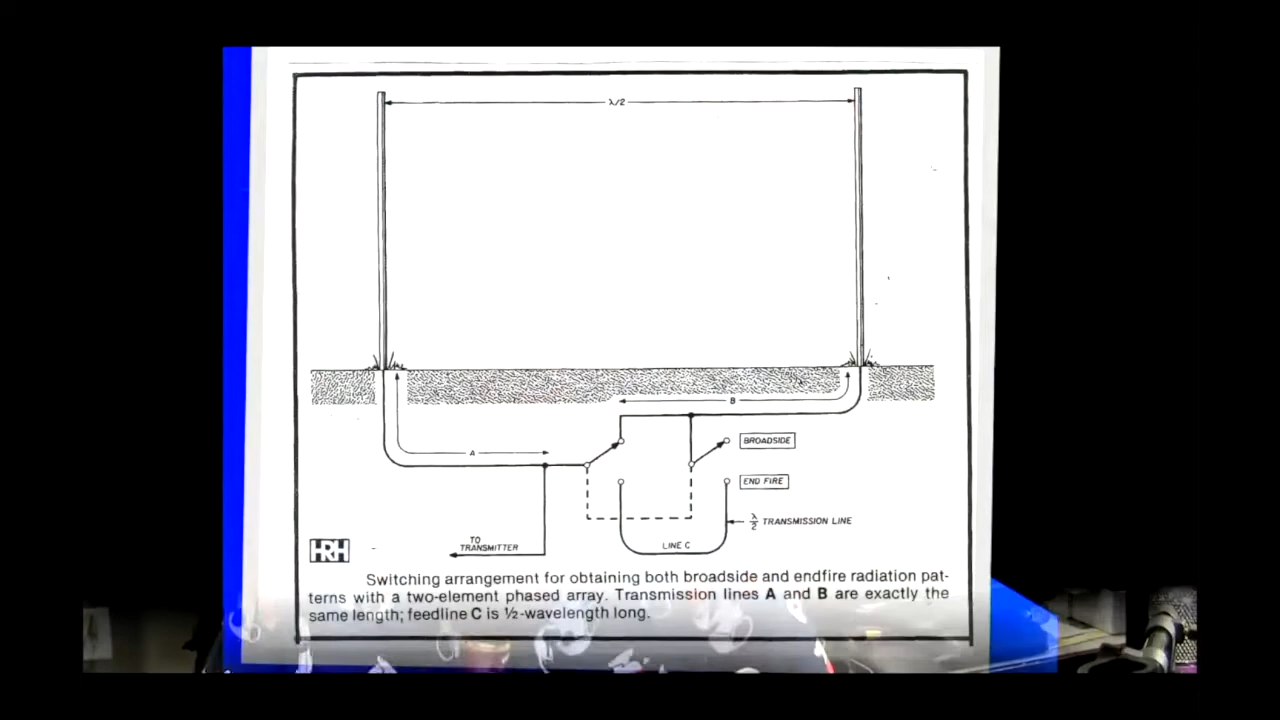 λ/2
B
A
BROADSIDE
END FIRE
λ/2 TRANSMISSION LINE
TO
TRANSMITTER
LINE C
HRH
Switching arrangement for obtaining both broadside and endfire radiation pat-
terns with a two-element phased array. Transmission lines A and B are exactly the
same length; feedline C is ½-wavelength long.